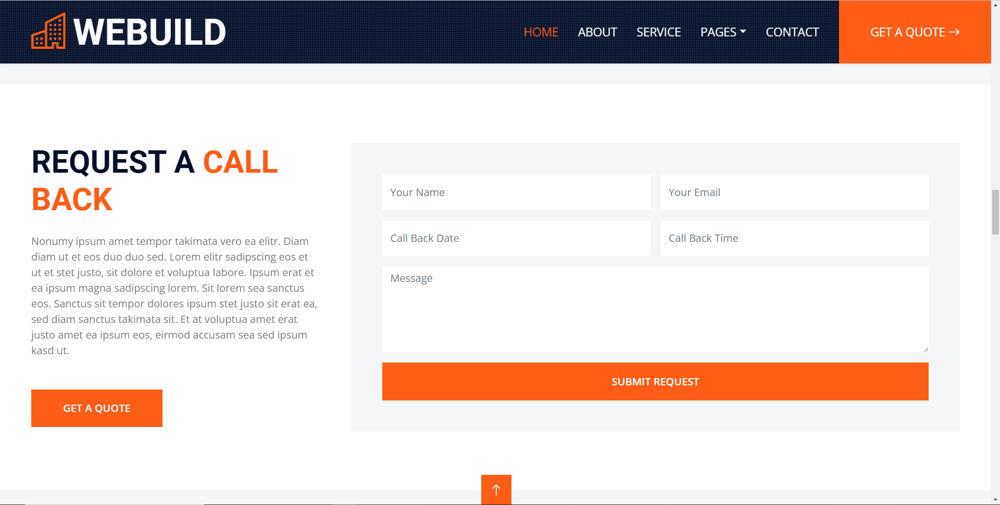 WEBUILD
HOME ABOUT SERVICE PAGES CONTACT GET A QUOTE →
REQUEST A CALL
BACK
Nonumy ipsum amet tempor takimata vero ea elitr. Diam
diam ut et eos duo duo sed. Lorem elitr sadipscing eos et
ut et stet justo, sit dolore et voluptua labore. Ipsum erat et
ea ipsum magna sadipscing lorem. Sit lorem sea sanctus
eos. Sanctus sit tempor dolores ipsum stet justo sit erat ea,
sed diam sanctus takimata sit. Et at voluptua amet erat
justo amet ea ipsum eos, eirmod accusam sea sed ipsum
kasd ut.
GET A QUOTE
Your Name
Your Email
Call Back Date
Call Back Time
Message
SUBMIT REQUEST